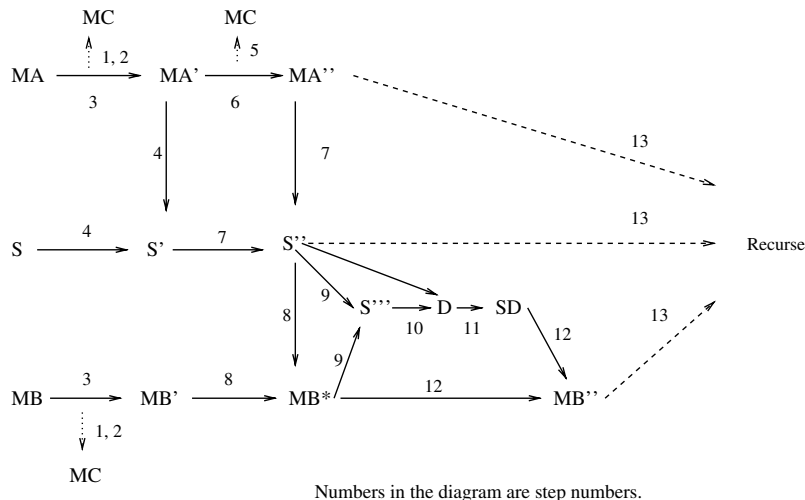 MC MC
1, 2 5
MA MA' MA''
3 6
13
4 7
13
4 7
S S' S'' Recurse
9
S''' D SD
8 10 11 13
12
3 8 9 12
MB MB' MB* MB''
1, 2
MC
Numbers in the diagram are step numbers.